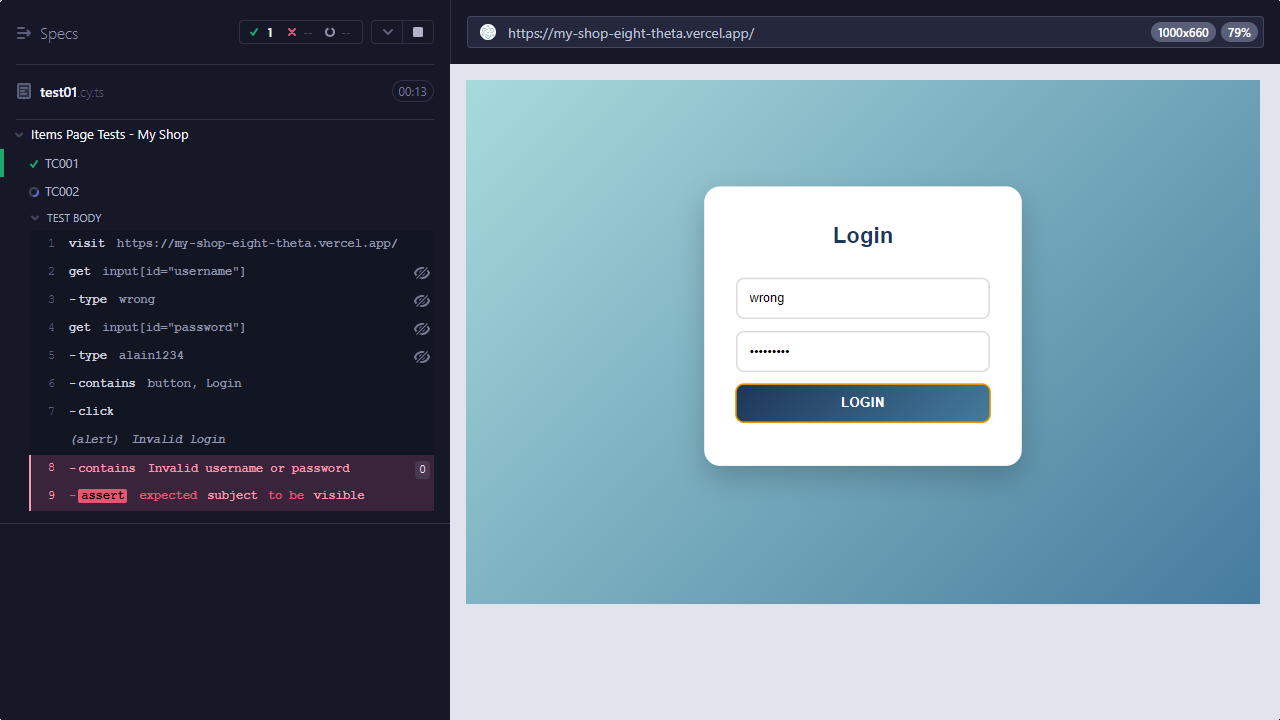 Specs
1 -- --
test01.cy.ts 00:13
Items Page Tests - My Shop
TC001
TC002
TEST BODY
1 visit https://my-shop-eight-theta.vercel.app/
2 get input[id="username"]
3 -type wrong
4 get input[id="password"]
5 -type alain1234
6 -contains button, Login
7 -click
(alert) Invalid login
8 -contains Invalid username or password 0
9 -assert expected subject to be visible
https://my-shop-eight-theta.vercel.app/ 1000x660 79%
Login
wrong
•••••••••
LOGIN